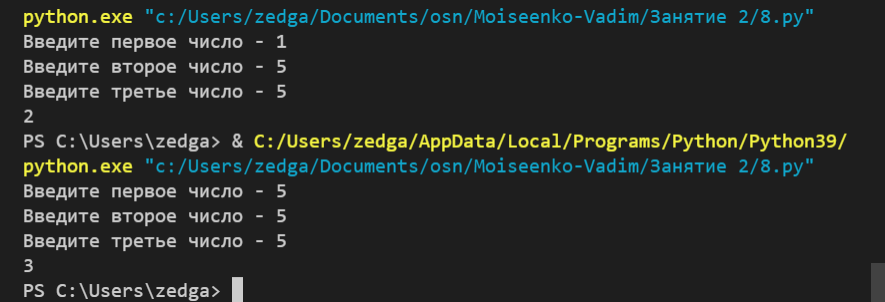 python.exe "c:/Users/zedga/Documents/osn/Moiseenko-Vadim/Занятие 2/8.py"
Введите первое число - 1
Введите второе число - 5
Введите третье число - 5
2
PS C:\Users\zedga> & C:/Users/zedga/AppData/Local/Programs/Python/Python39/
python.exe "c:/Users/zedga/Documents/osn/Moiseenko-Vadim/Занятие 2/8.py"
Введите первое число - 5
Введите второе число - 5
Введите третье число - 5
3
PS C:\Users\zedga>